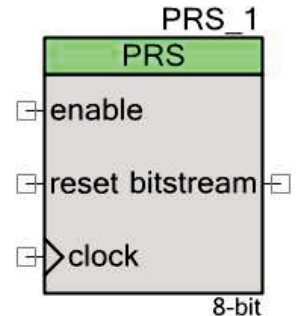 PRS_1
PRS
enable
reset bitstream
clock
8-bit